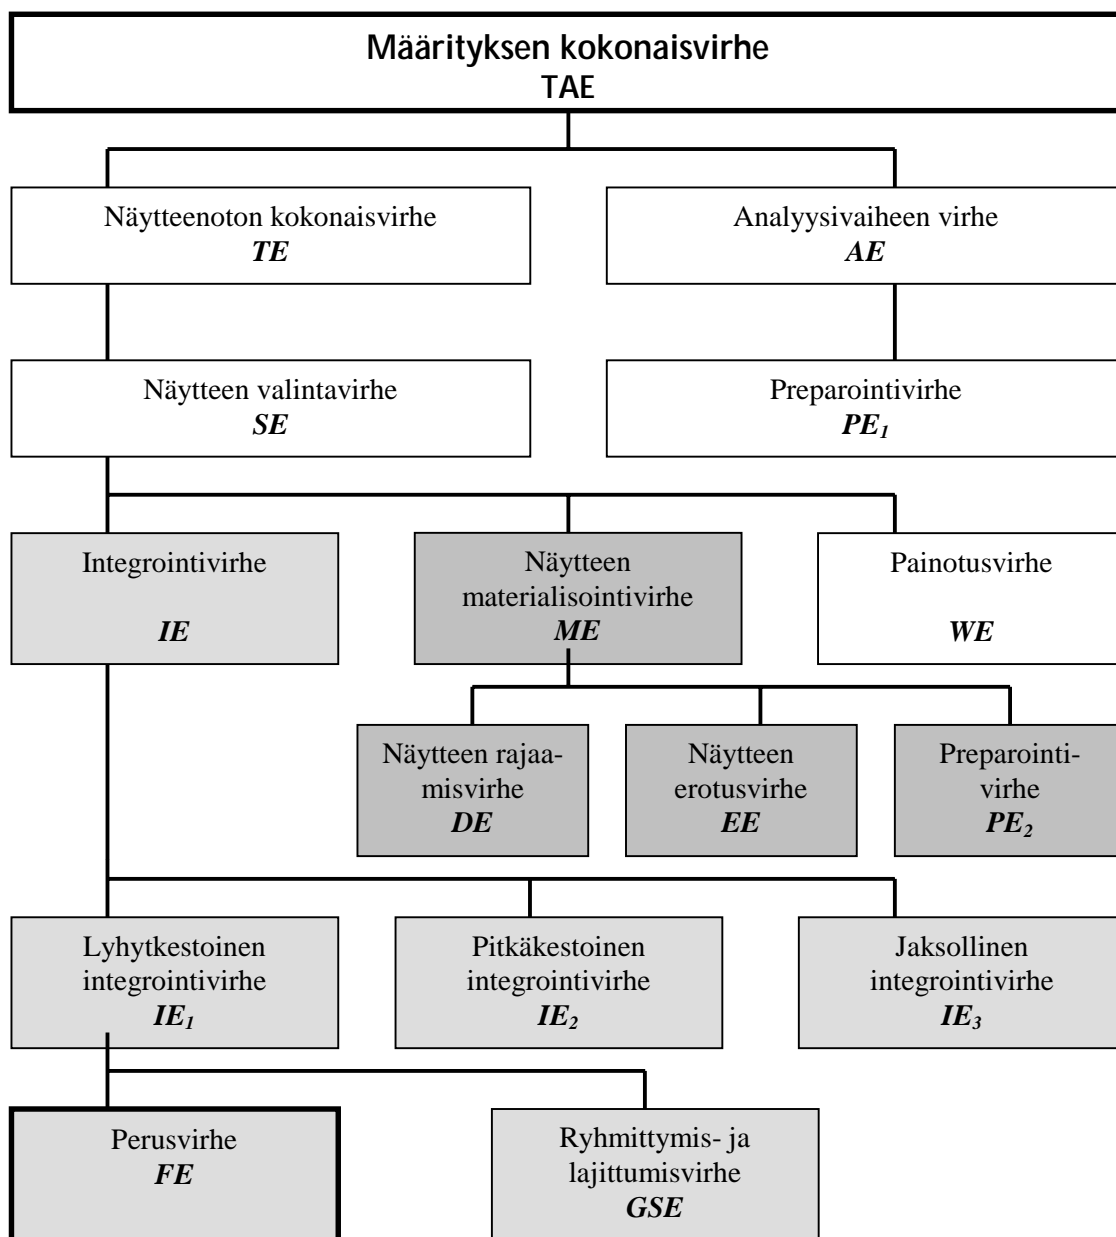 Määrityksen kokonaisvirhe
TAE
Näytteenoton kokonaisvirhe
TE
Analyysivaiheen virhe
AE
Näytteen valintavirhe
SE
Preparointivirhe
PE₁
Integrointivirhe
IE
Näytteen
materialisointivirhe
ME
Painotusvirhe
WE
Näytteen rajaa-
misvirhe
DE
Näytteen
erotusvirhe
EE
Preparointi-
virhe
PE₂
Lyhytkestoinen
integrointivirhe
IE₁
Pitkäkestoinen
integrointivirhe
IE₂
Jaksollinen
integrointivirhe
IE₃
Perusvirhe
FE
Ryhmittymis- ja
lajittumisvirhe
GSE